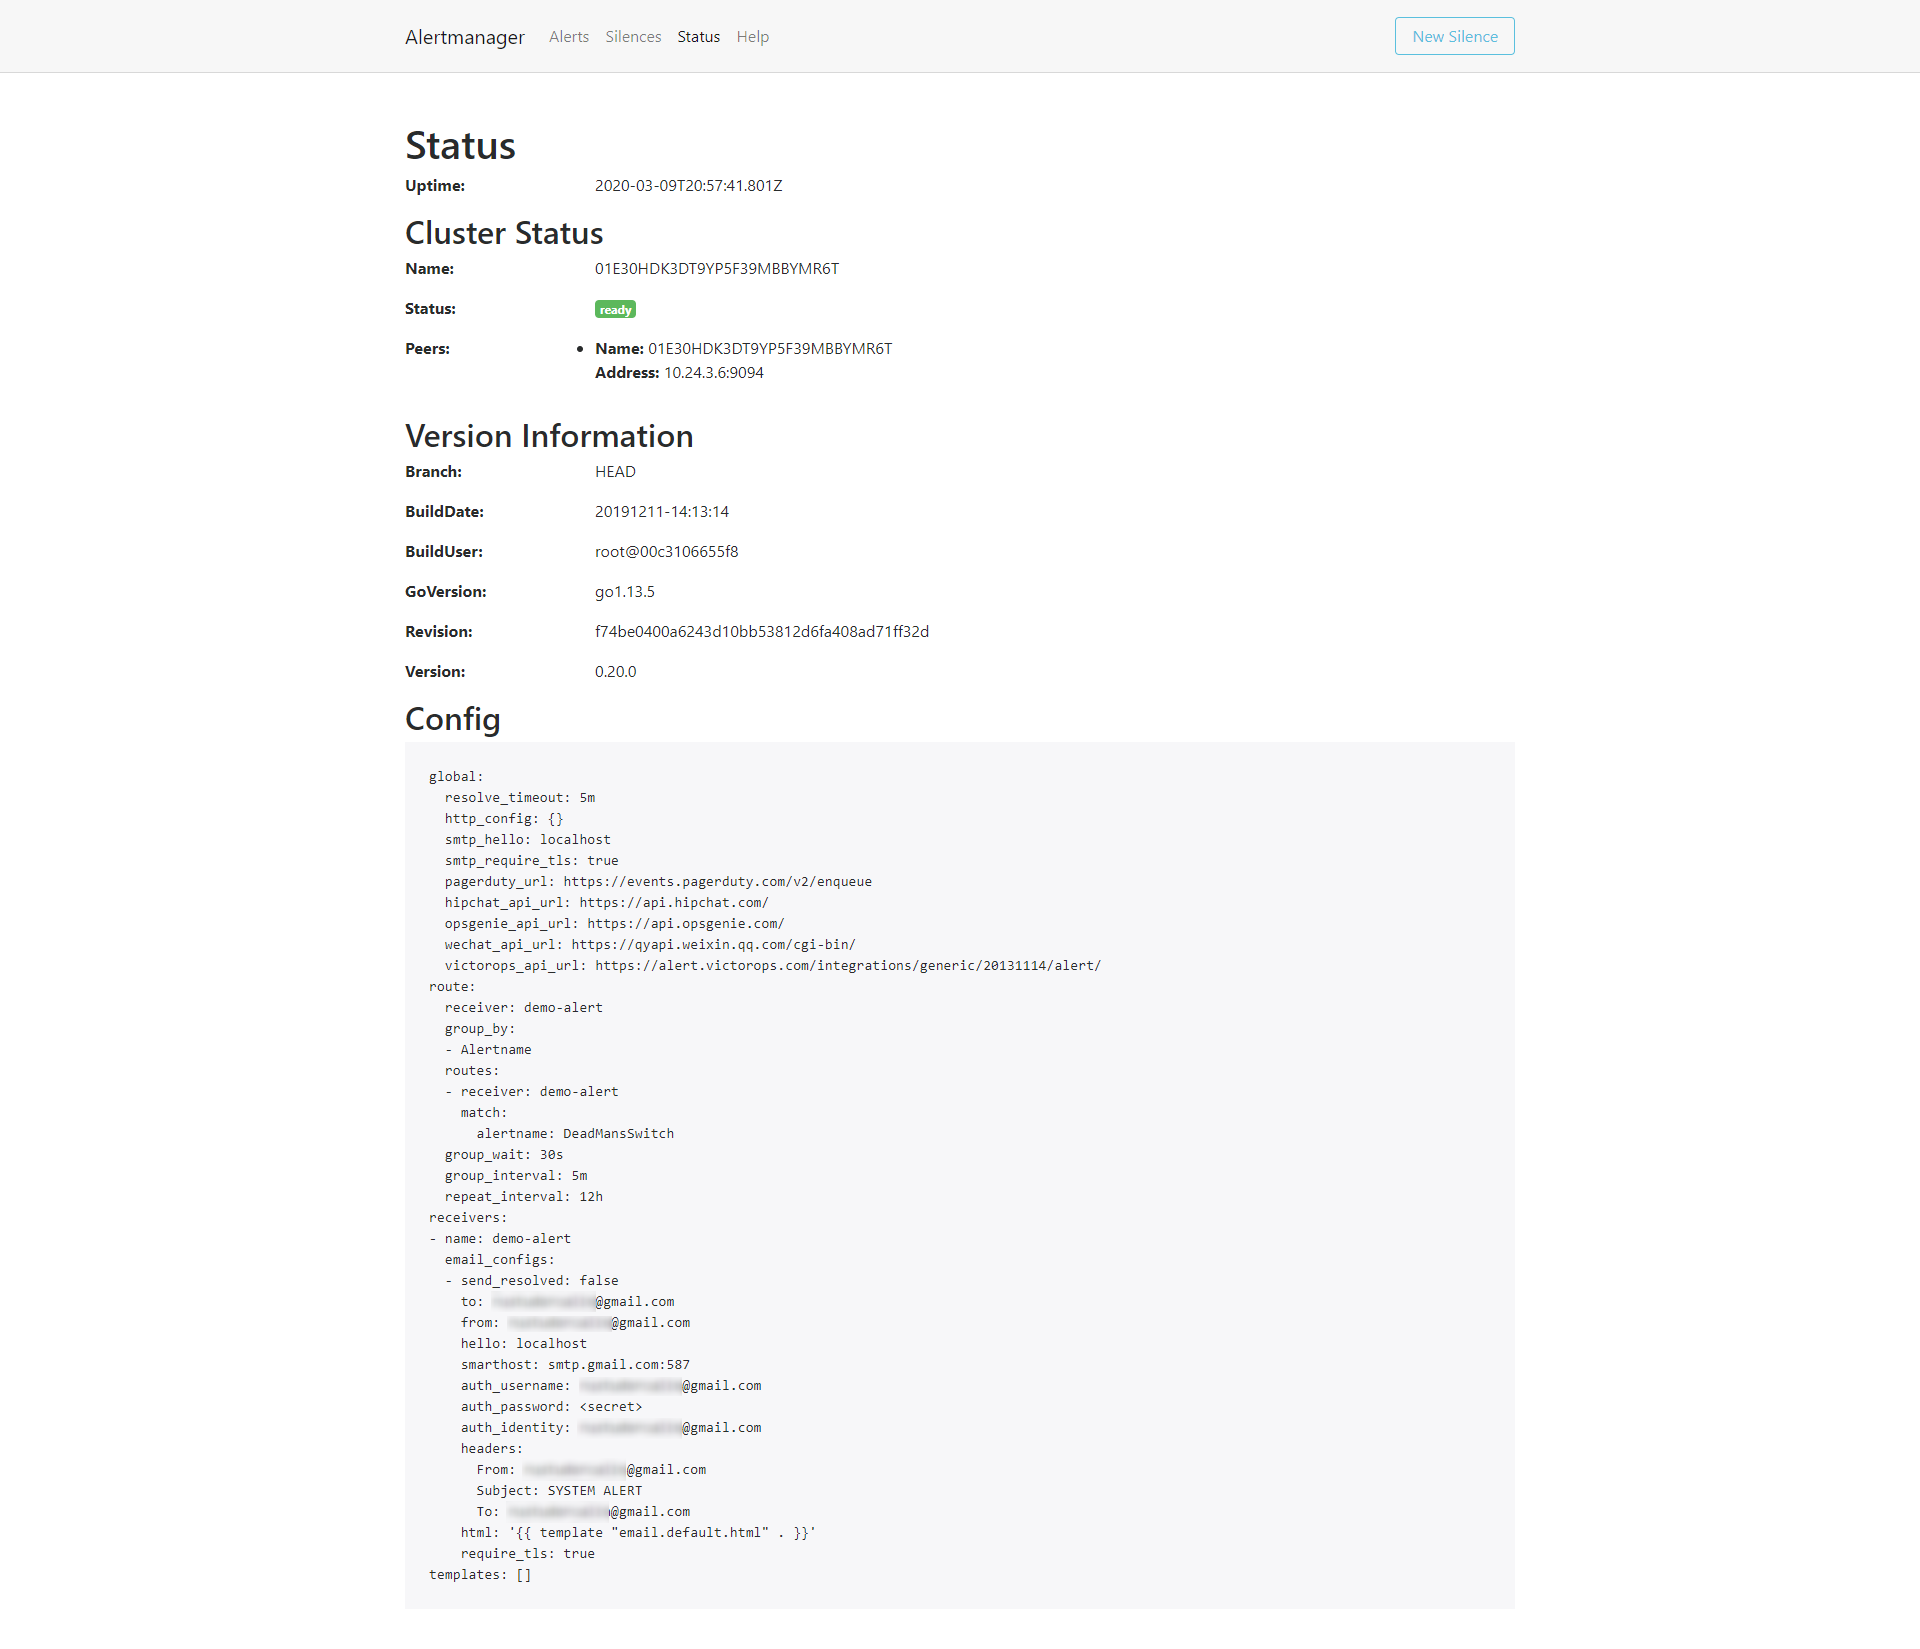 Alertmanager Alerts Silences Status Help New Silence
Status
Uptime: 2020-03-09T20:57:41.801Z
Cluster Status
Name: 01E30HDK3DT9YP5F39MBBYMR6T
Status: ready
Peers: • Name: 01E30HDK3DT9YP5F39MBBYMR6T
Address: 10.24.3.6:9094
Version Information
Branch: HEAD
BuildDate: 20191211-14:13:14
BuildUser: root@00c3106655f8
GoVersion: go1.13.5
Revision: f74be0400a6243d10bb53812d6fa408ad71ff32d
Version: 0.20.0
Config
global:
  resolve_timeout: 5m
  http_config: {}
  smtp_hello: localhost
  smtp_require_tls: true
  pagerduty_url: https://events.pagerduty.com/v2/enqueue
  hipchat_api_url: https://api.hipchat.com/
  opsgenie_api_url: https://api.opsgenie.com/
  wechat_api_url: https://qyapi.weixin.qq.com/cgi-bin/
  victorops_api_url: https://alert.victorops.com/integrations/generic/20131114/alert/
route:
  receiver: demo-alert
  group_by:
  - Alertname
  routes:
  - receiver: demo-alert
    match:
      alertname: DeadMansSwitch
  group_wait: 30s
  group_interval: 5m
  repeat_interval: 12h
receivers:
- name: demo-alert
  email_configs:
  - send_resolved: false
    to: @gmail.com
    from: @gmail.com
    hello: localhost
    smarthost: smtp.gmail.com:587
    auth_username: @gmail.com
    auth_password: <secret>
    auth_identity: @gmail.com
    headers:
      From: @gmail.com
      Subject: SYSTEM ALERT
      To: @gmail.com
    html: '{{ template "email.default.html" . }}'
    require_tls: true
templates: []